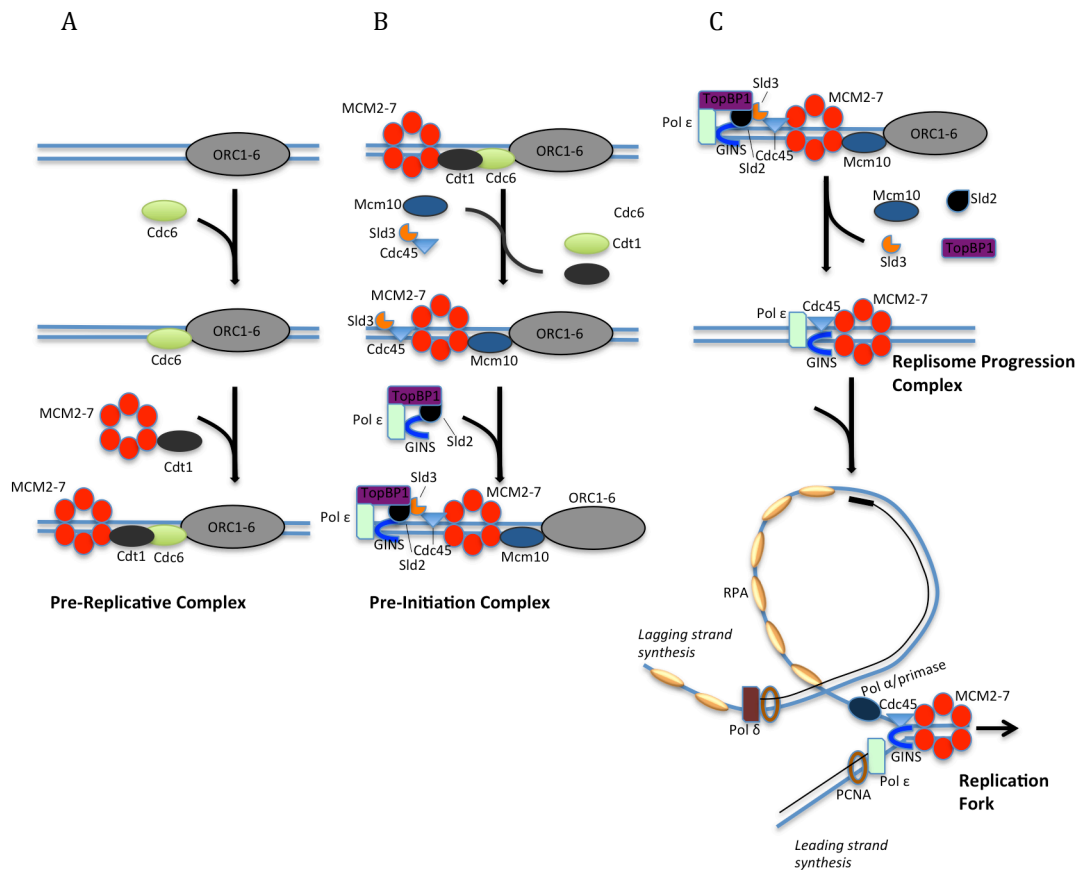 A
ORC1-6
Cdc6
ORC1-6
Cdc6
MCM2-7
Cdt1
MCM2-7
ORC1-6
Cdt1
Cdc6
Pre-Replicative Complex
B
MCM2-7
ORC1-6
Cdt1
Cdc6
Mcm10
Sld3
Cdc45
Cdc6
Cdt1
MCM2-7
Sld3
ORC1-6
Cdc45
Mcm10
TopBP1
Pol ε
Sld2
GINS
Sld3
TopBP1
MCM2-7
ORC1-6
Pol ε
GINS
Cdc45
Mcm10
Sld2
Pre-Initiation Complex
C
Sld3
TopBP1
MCM2-7
Pol ε
ORC1-6
GINS
Cdc45
Mcm10
Sld2
Mcm10
Sld2
Sld3
TopBP1
MCM2-7
Cdc45
Pol ε
GINS
Replisome Progression
Complex
RPA
Lagging strand
synthesis
Pol α/primase
Cdc45
MCM2-7
Pol δ
GINS
Pol ε
PCNA
Replication
Fork
Leading strand
synthesis